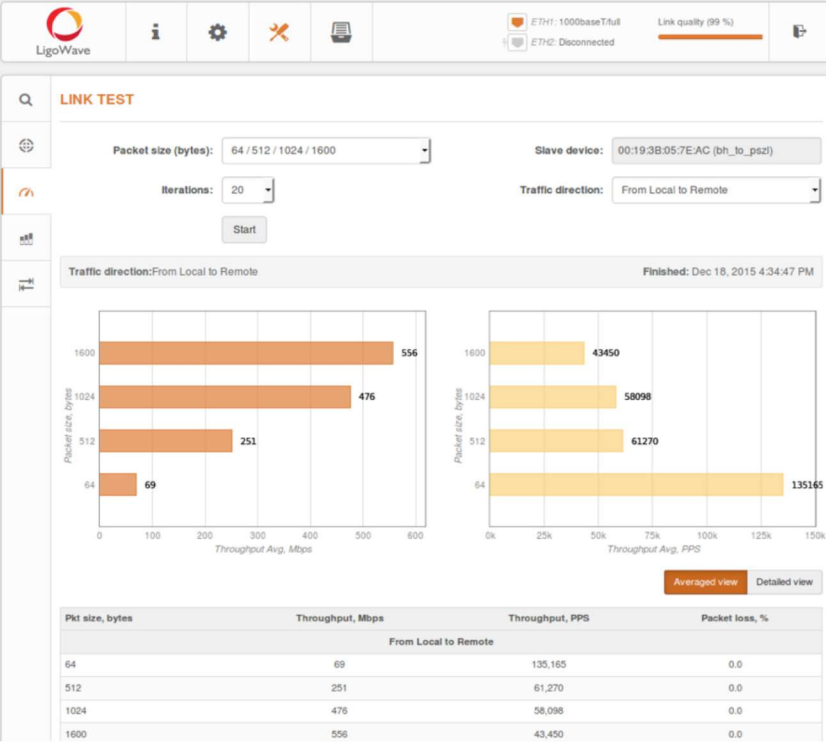 LigoWave
ETH1: 1000baseT/full
ETH2: Disconnected
Link quality (99 %)
LINK TEST
Packet size (bytes): 64 / 512 / 1024 / 1600
Slave device: 00:19:3B:05:7E:AC (bh_to_pszl)
Iterations: 20
Traffic direction: From Local to Remote
Start
Traffic direction:From Local to Remote
Finished: Dec 18, 2015 4:34:47 PM
Packet size, bytes
1600 556
1024 476
512 251
64 69
0 100 200 300 400 500 600
Throughput Avg, Mbps
Packet size, bytes
1600 43450
1024 58098
512 61270
64 135165
0k 25k 50k 75k 100k 125k 150k
Throughput Avg, PPS
Averaged view Detailed view
Pkt size, bytes Throughput, Mbps Throughput, PPS Packet loss, %
From Local to Remote
64 69 135,165 0.0
512 251 61,270 0.0
1024 476 58,098 0.0
1600 556 43,450 0.0